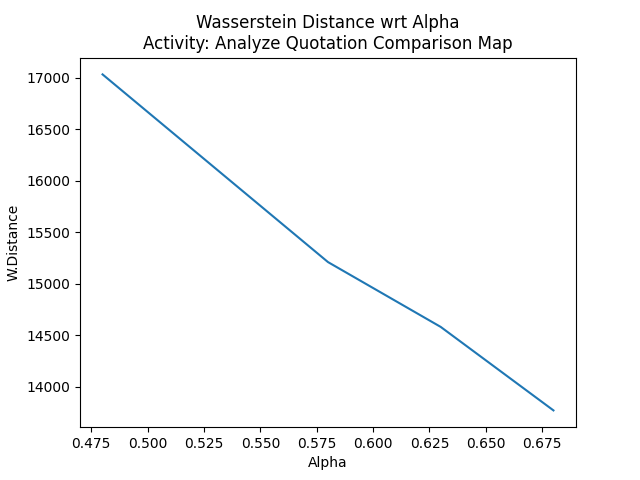 Wasserstein Distance wrt Alpha
Activity: Analyze Quotation Comparison Map
17000
16500
16000
15500
15000
14500
14000
W.Distance
0.475 0.500 0.525 0.550 0.575 0.600 0.625 0.650 0.675
Alpha